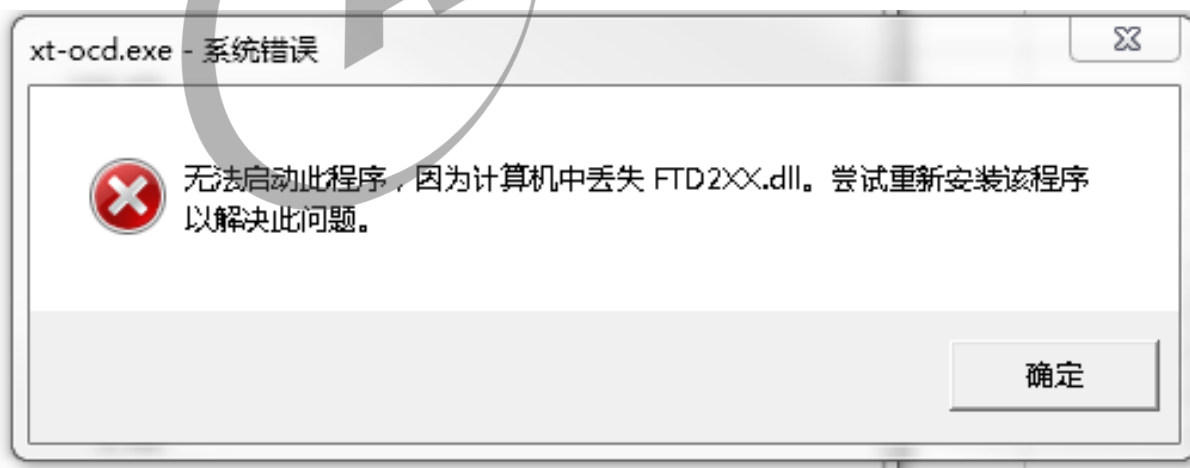 xt-ocd.exe - 系统错误
无法启动此程序，因为计算机中丢失 FTD2XX.dll。尝试重新安装该程序
以解决此问题。
确定